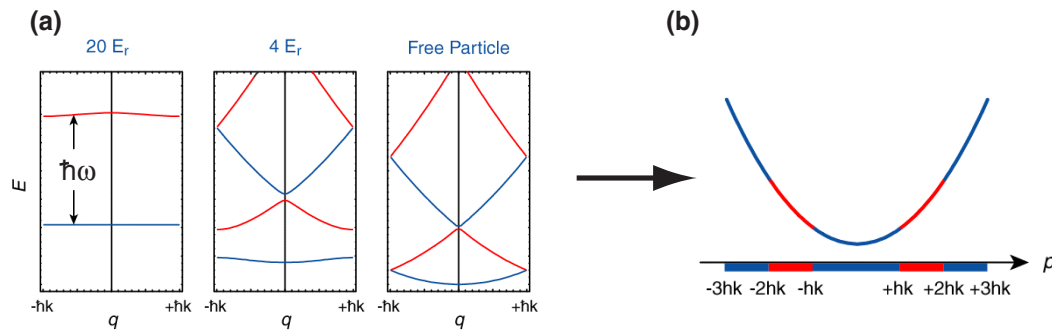 (a)
(b)
20 Eᵣ
4 Eᵣ
Free Particle
E
ħω
-ħk
+ħk
q
-ħk
+ħk
q
-ħk
+ħk
q
p
-3ħk
-2ħk
-ħk
+ħk
+2ħk
+3ħk